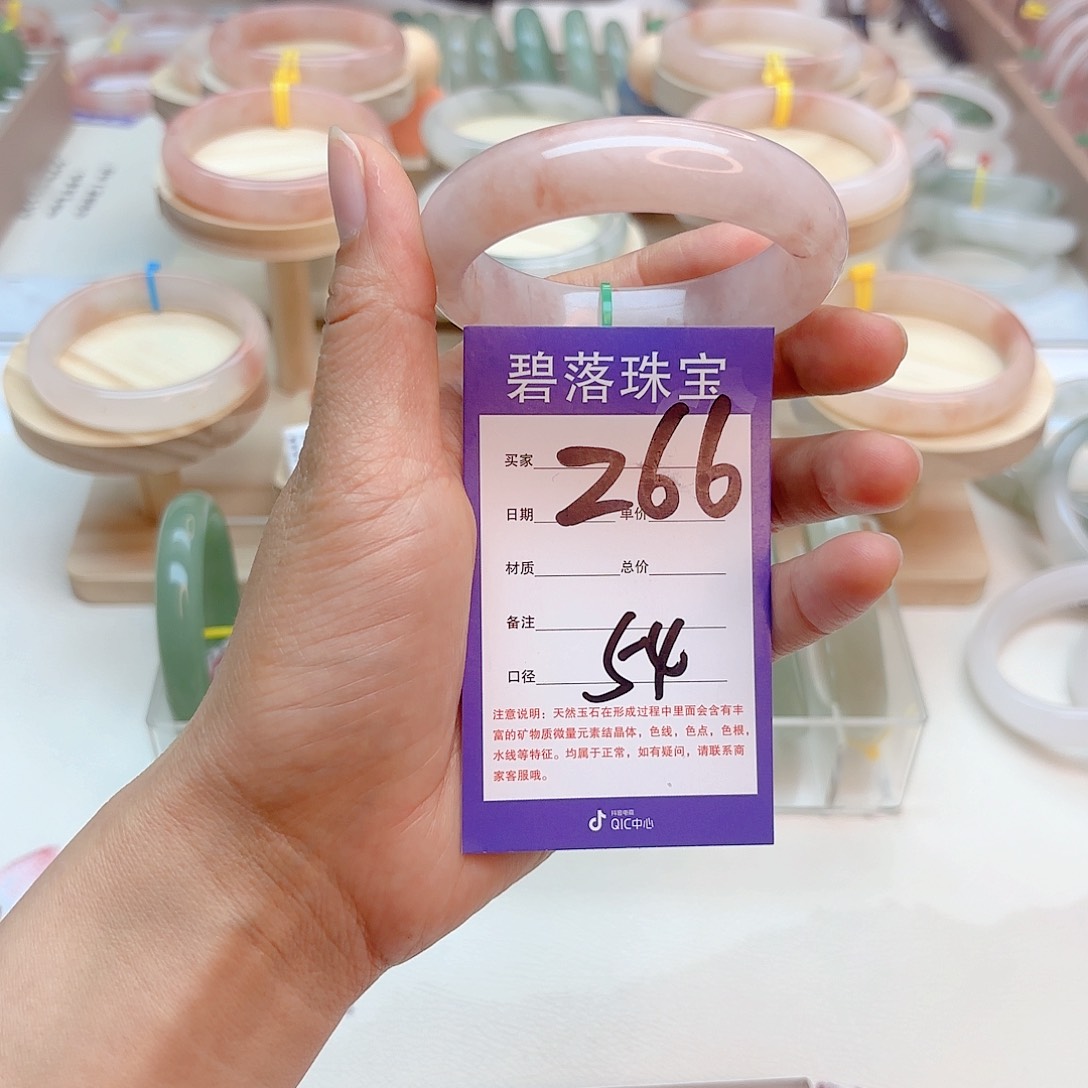 碧落珠宝
买家 266
日期 单价
材质 总价
备注
口径 54
注意说明：天然玉石在形成过程中里面会含有丰
富的矿物质微量元素结晶体，色线，色点，色根，
水线等特征。均属于正常，如有疑问，请联系商
家客服哦。
抖音电商
QIC中心